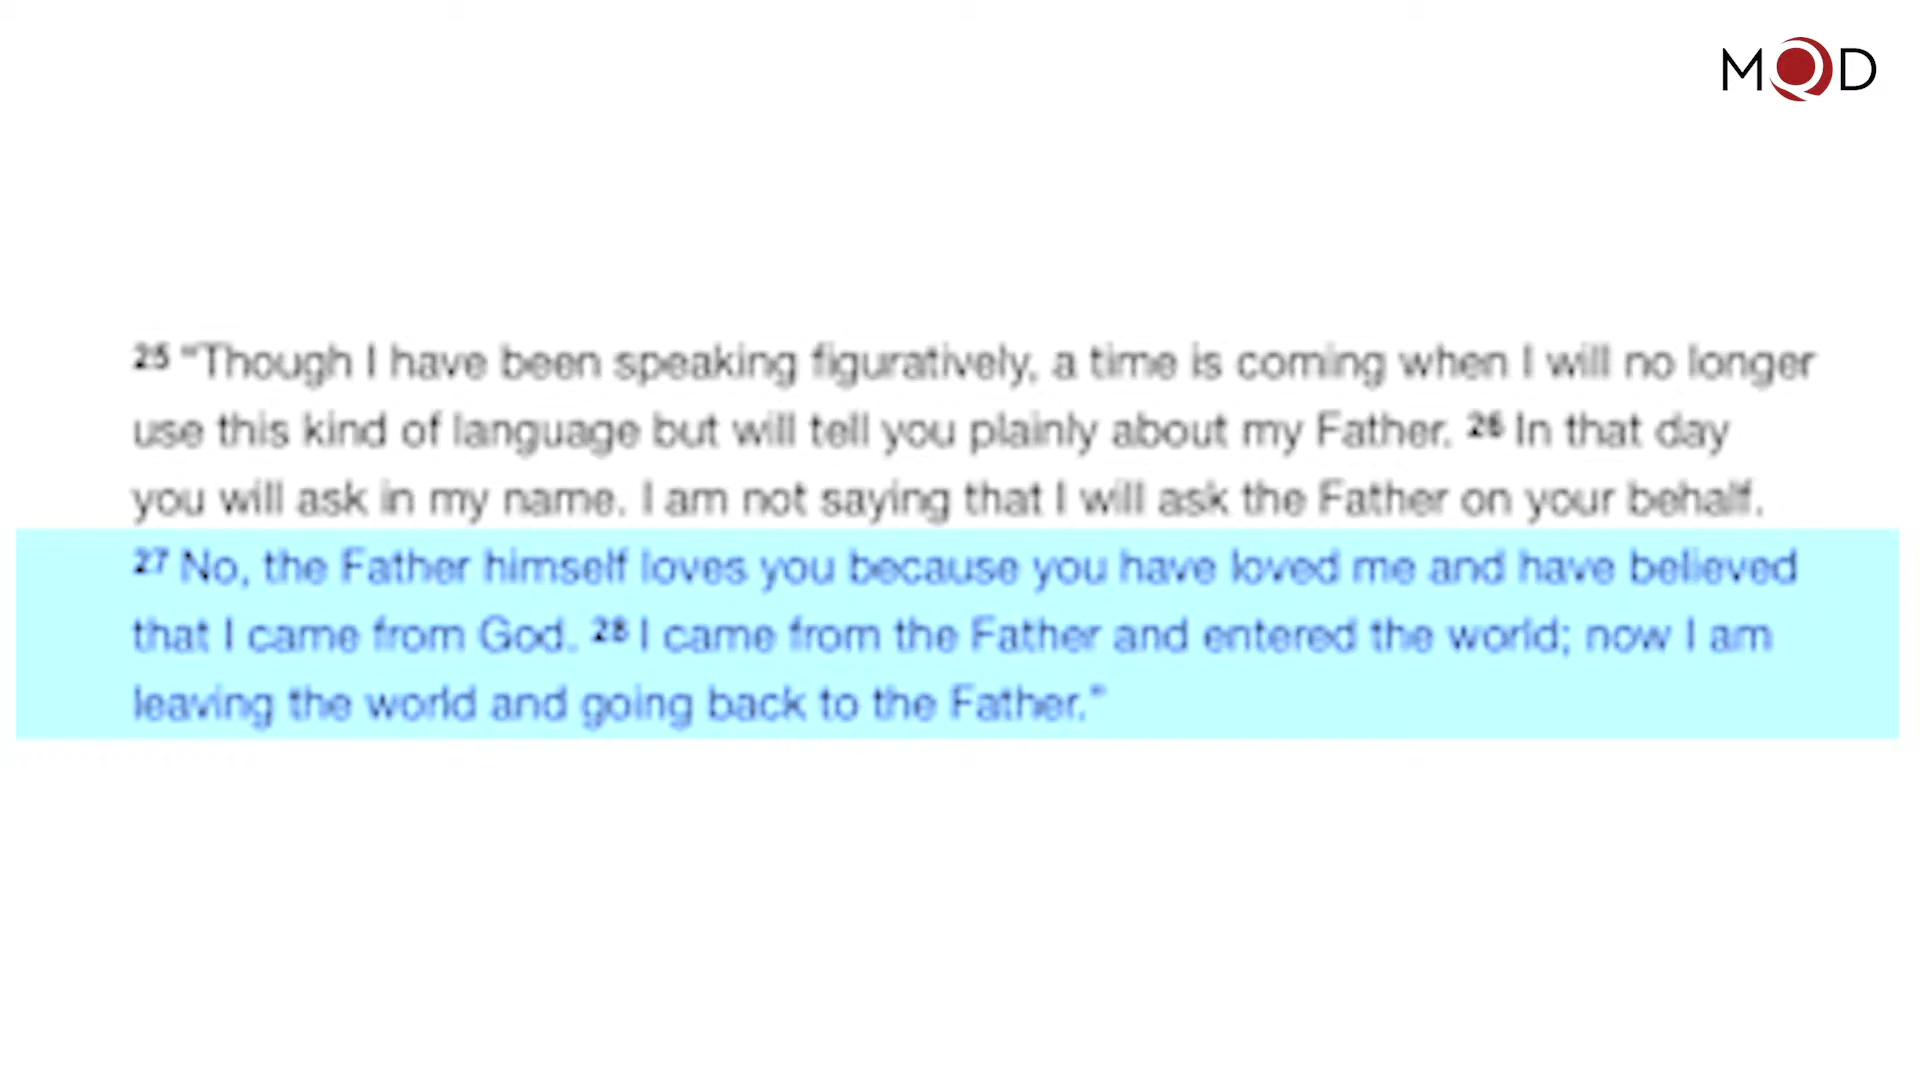 MOD
25 "Though I have been speaking figuratively, a time is coming when I will no longer
use this kind of language but will tell you plainly about my Father. 26 In that day
you will ask in my name. I am not saying that I will ask the Father on your behalf.
27 No, the Father himself loves you because you have loved me and have believed
that I came from God. 28 I came from the Father and entered the world; now I am
leaving the world and going back to the Father."